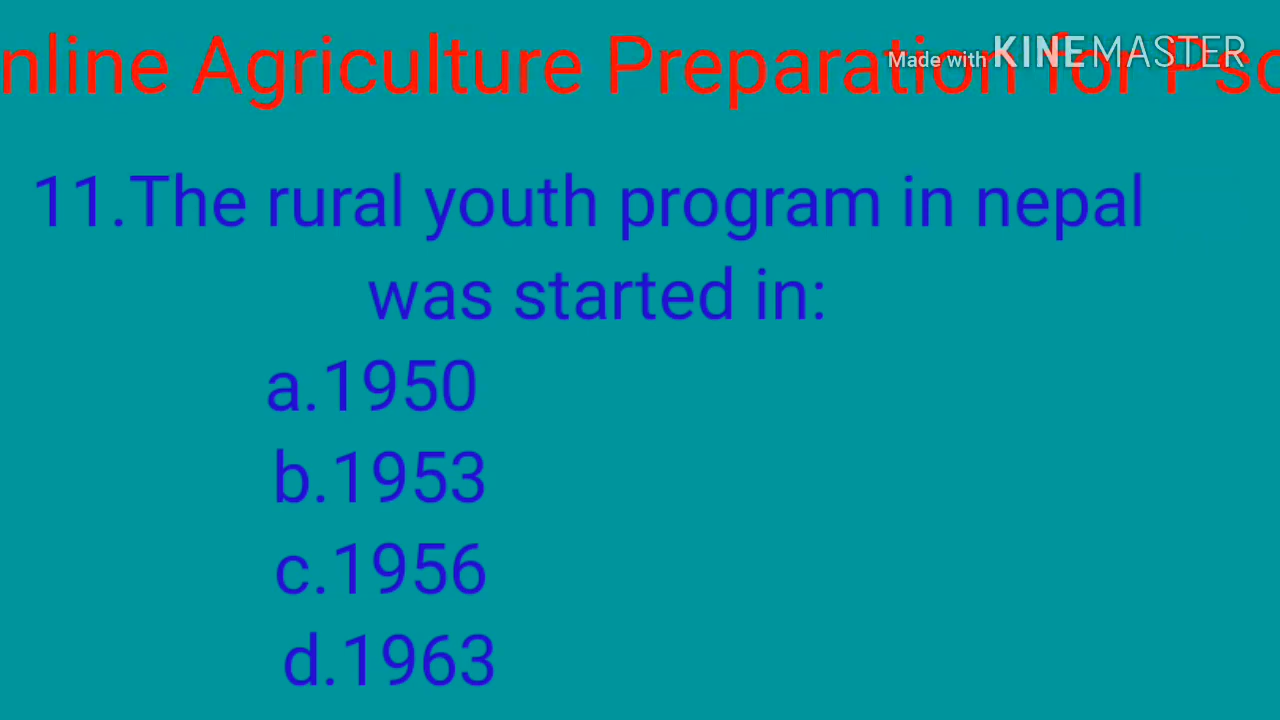 nline Agriculture Preparation for Psc
Made with KINEMASTER
11.The rural youth program in nepal
was started in:
a.1950
b.1953
c.1956
d.1963